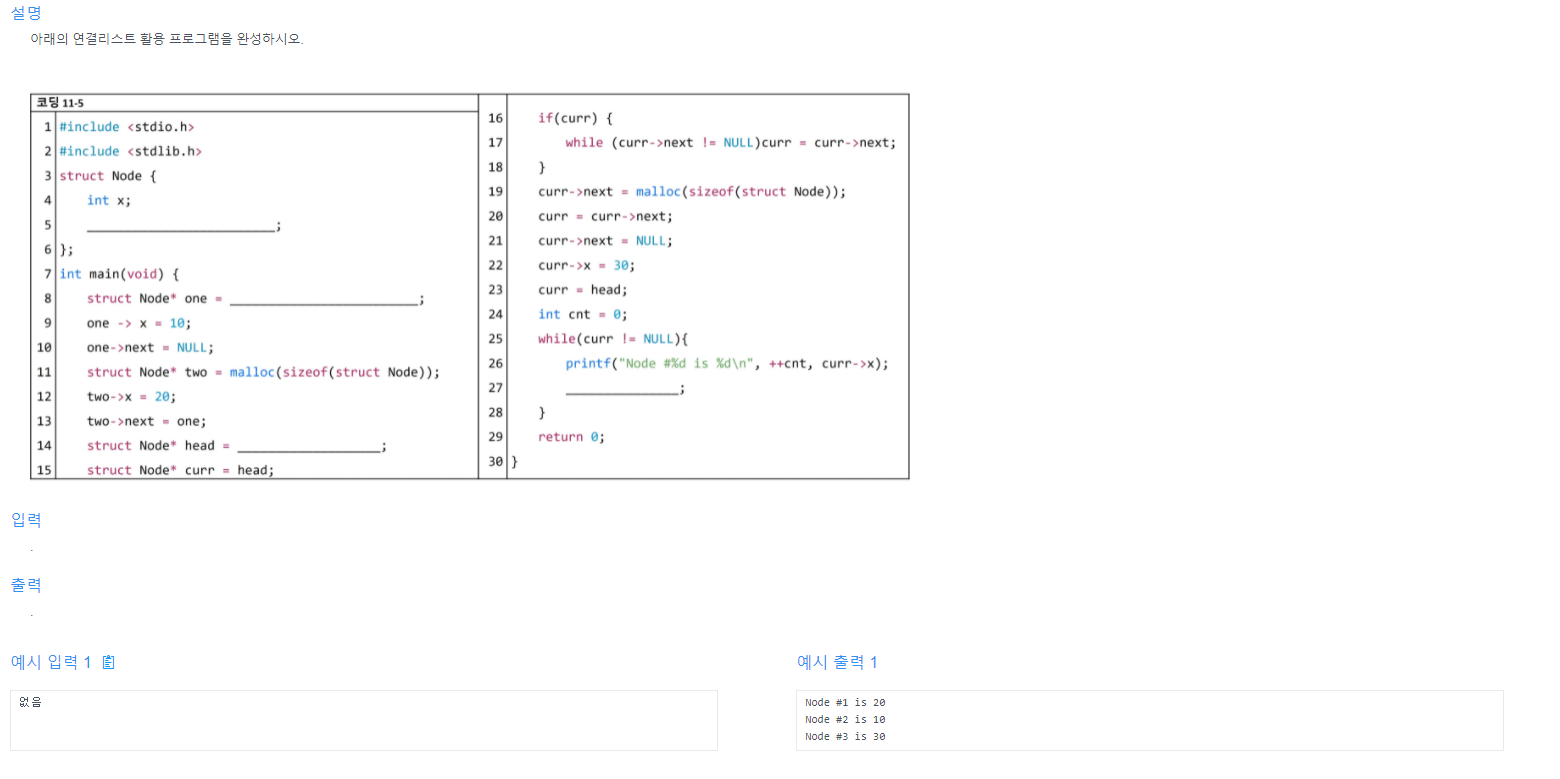 설명
아래의 연결리스트 활용 프로그램을 완성하시오.
코딩 11-5
1 #include <stdio.h>
2 #include <stdlib.h>
3 struct Node {
4 int x;
5 _________________________;
6 };
7 int main(void) {
8 struct Node* one = _________________________;
9 one -> x = 10;
10 one->next = NULL;
11 struct Node* two = malloc(sizeof(struct Node));
12 two->x = 20;
13 two->next = one;
14 struct Node* head = ___________________;
15 struct Node* curr = head;
16 if(curr) {
17 while (curr->next != NULL)curr = curr->next;
18 }
19 curr->next = malloc(sizeof(struct Node));
20 curr = curr->next;
21 curr->next = NULL;
22 curr->x = 30;
23 curr = head;
24 int cnt = 0;
25 while(curr != NULL){
26 printf("Node #%d is %d\n", ++cnt, curr->x);
27 _______________;
28 }
29 return 0;
30 }
입력
.
출력
.
예시 입력 1
없음
예시 출력 1
Node #1 is 20
Node #2 is 10
Node #3 is 30